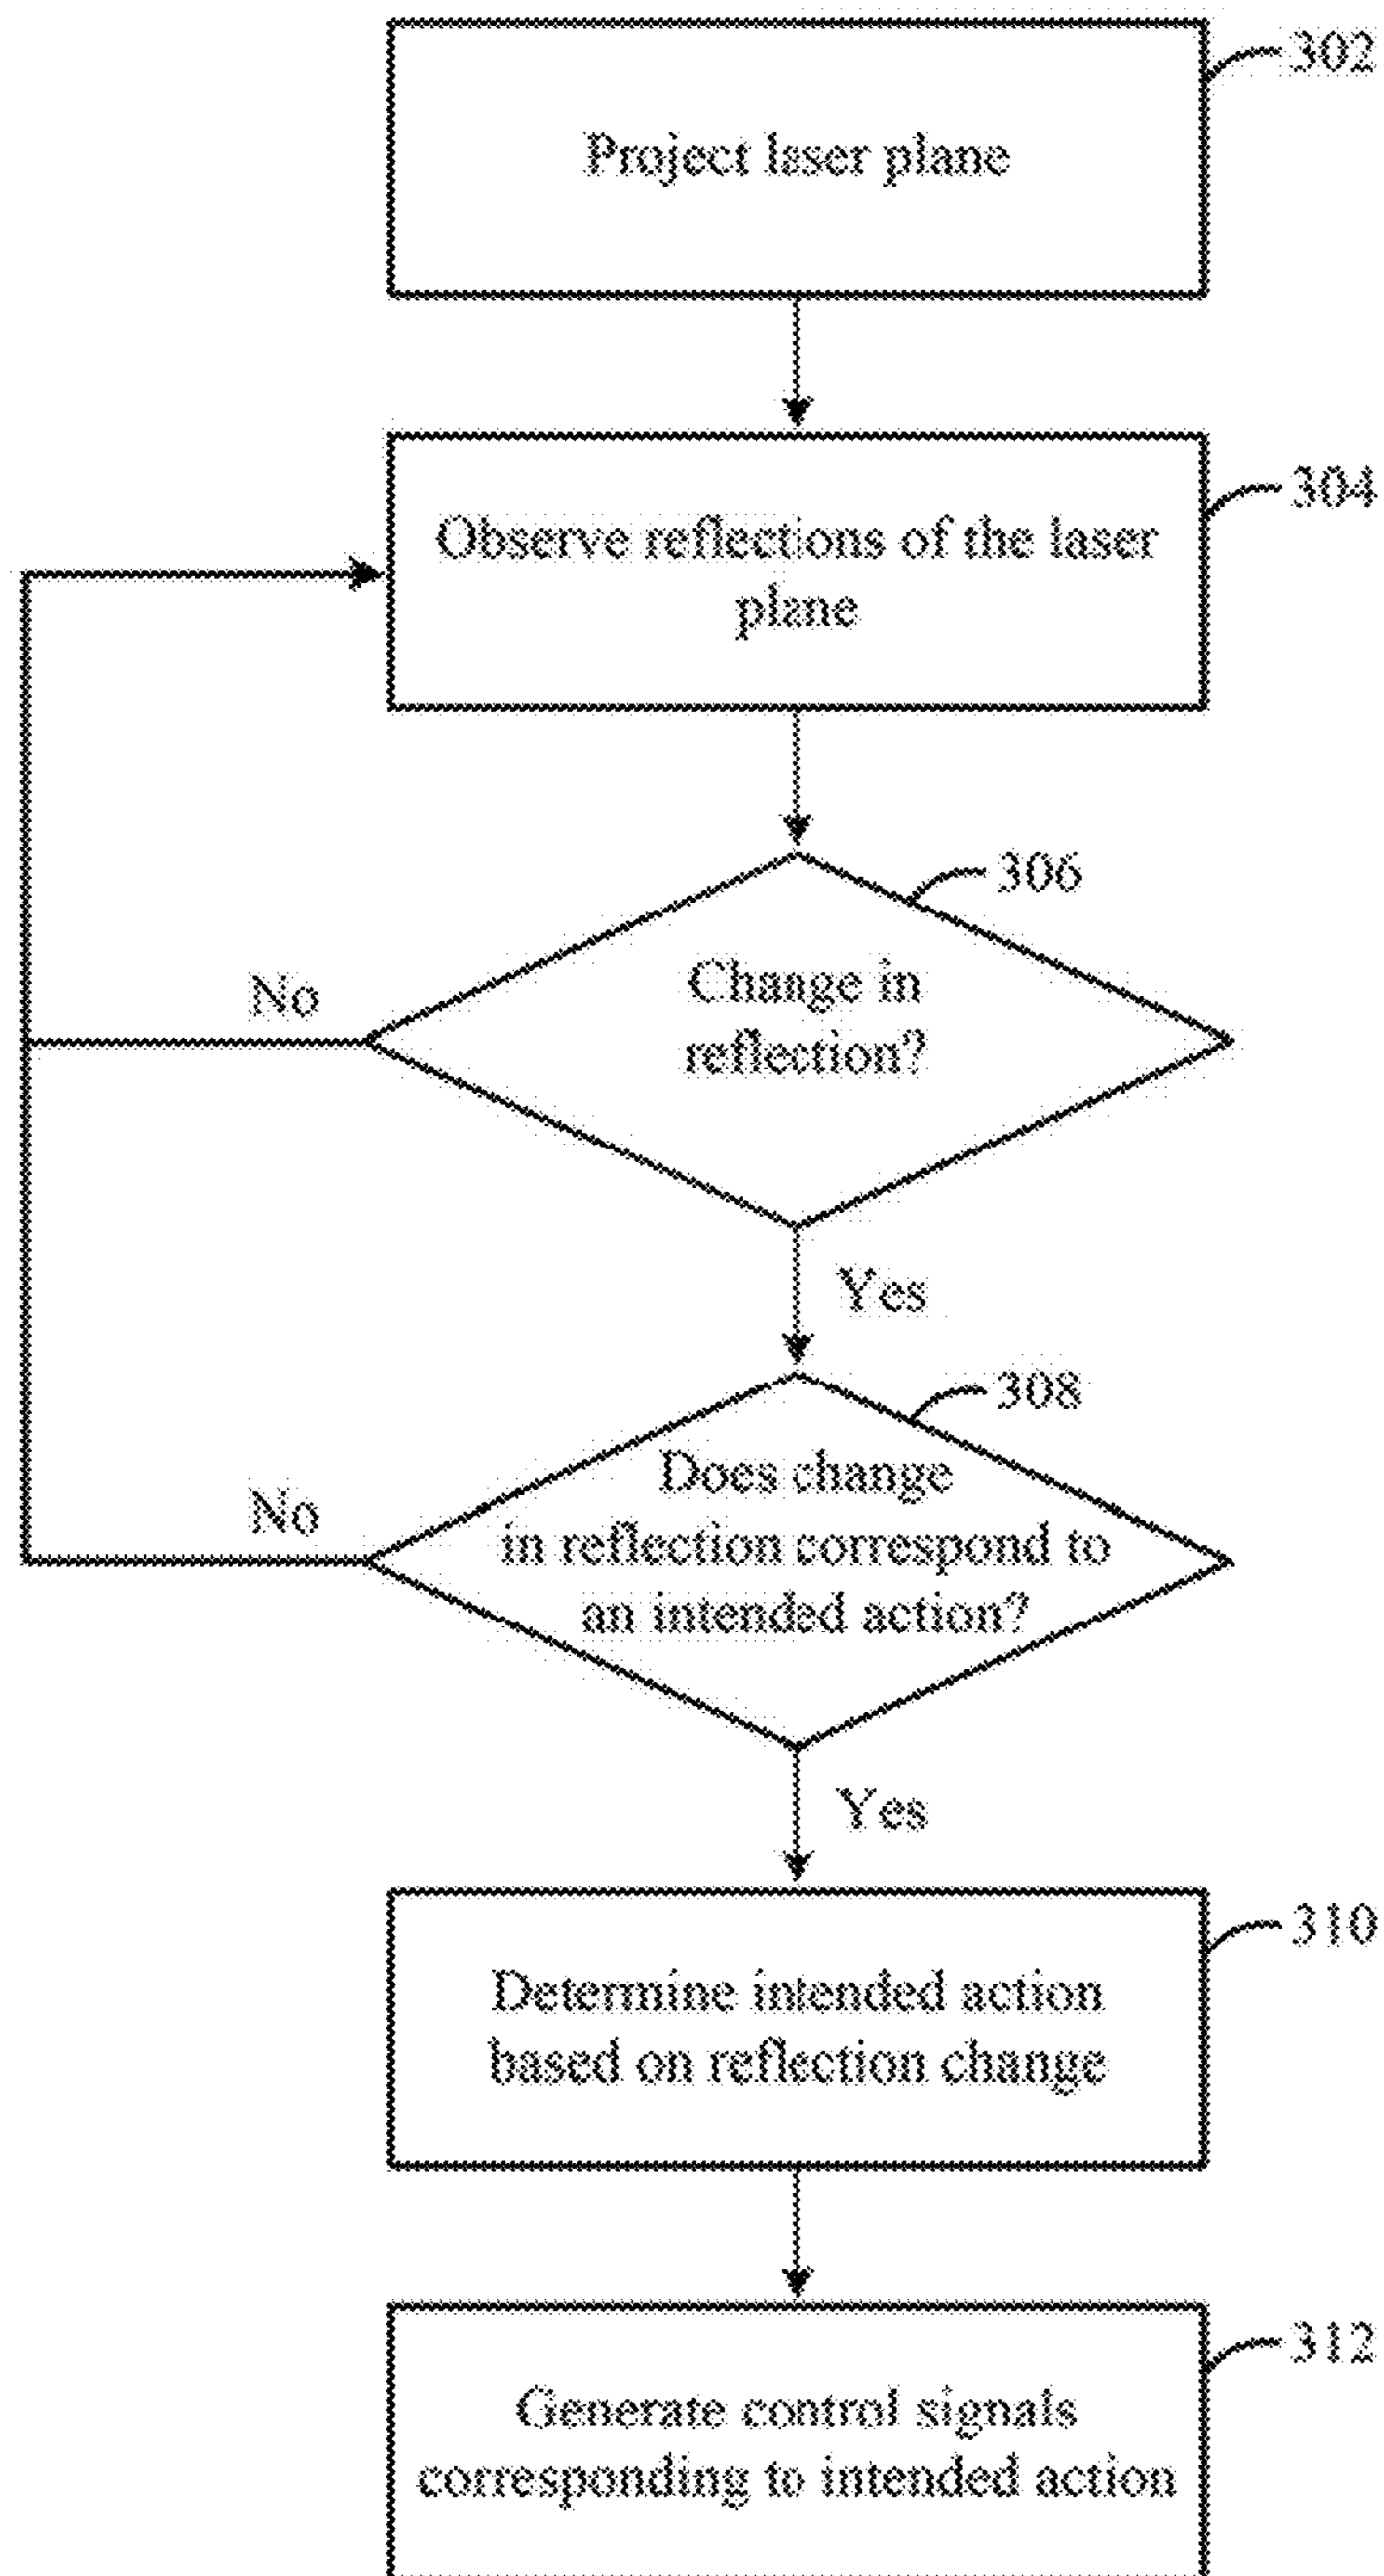 302
Project laser plane
304
Observe reflections of the laser
plane
306
Change in
reflection?
No
Yes
308
Does change
in reflection correspond to
an intended action?
No
Yes
310
Determine intended action
based on reflection change
312
Generate control signals
corresponding to intended action